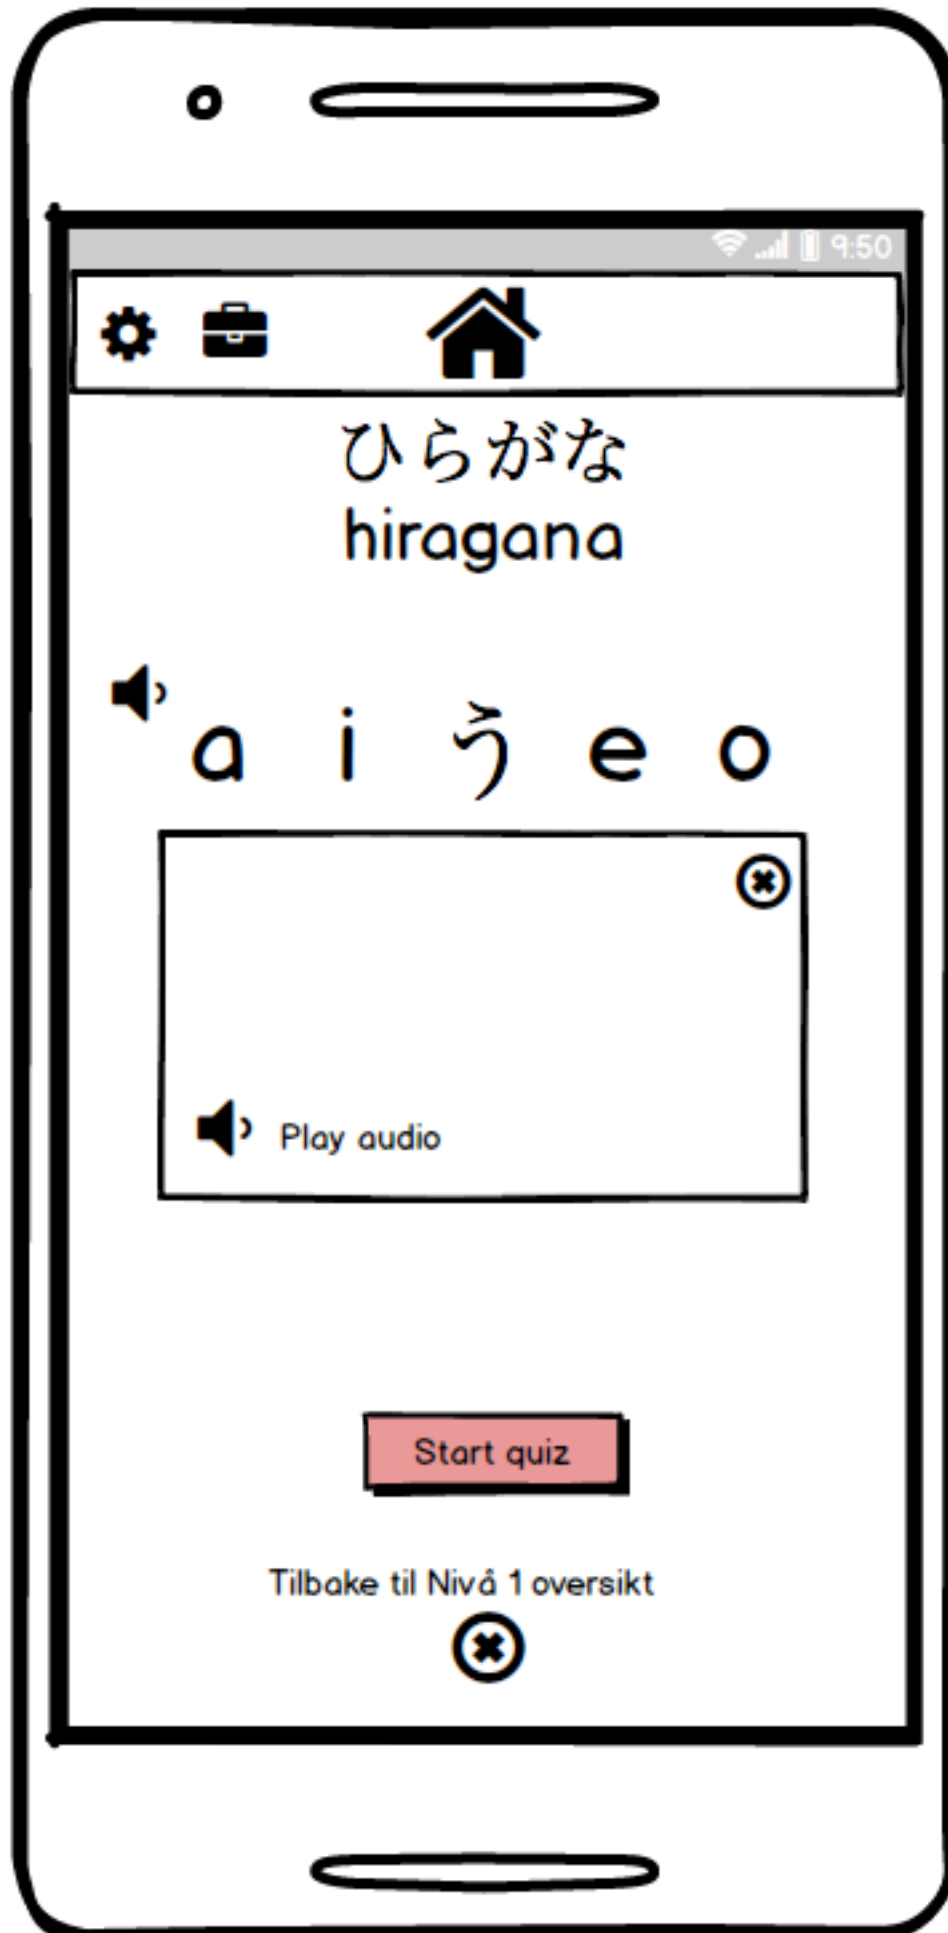 9:50
ひらがな
hiragana
a i う e o
Play audio
Start quiz
Tilbake til Nivå 1 oversikt